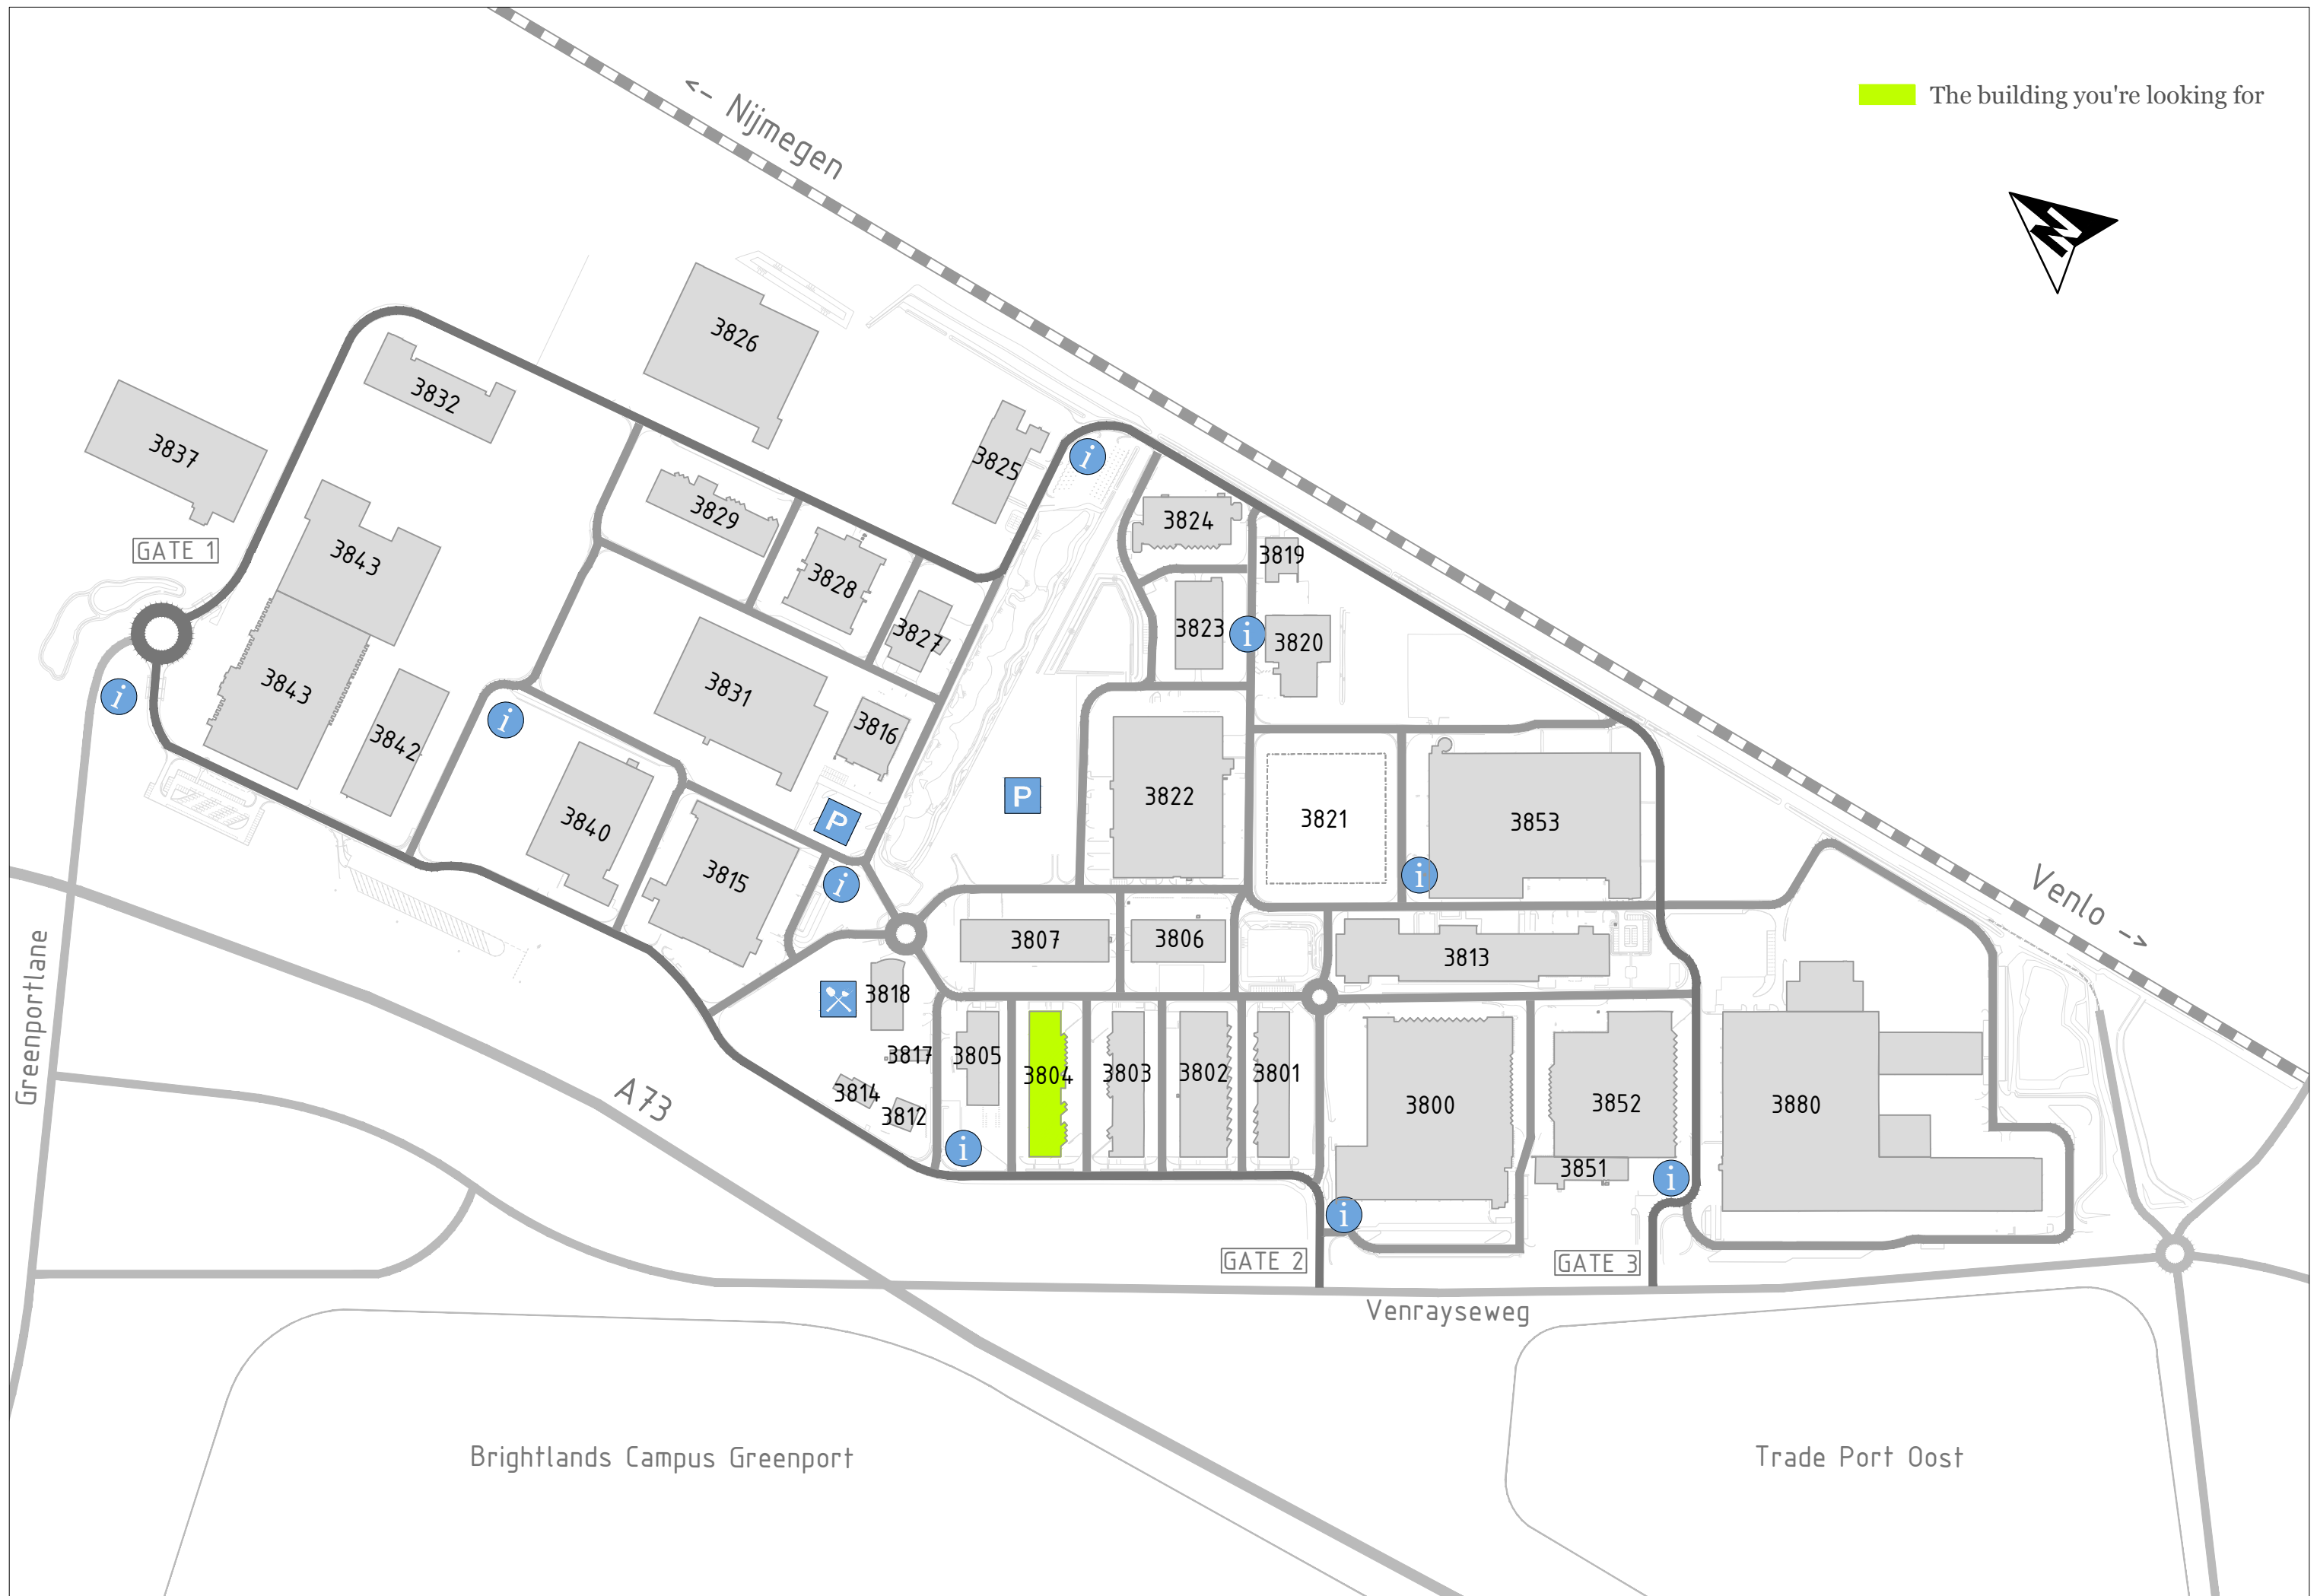 <- Nijmegen
The building you're looking for
N
3826
3832
3837
3825
i
3829
3824
GATE 1
3843
3819
3828
3823
i
3820
3827
3843
3831
i
i
3816
3842
P
3822
3821
3853
P
3840
3815
i
i
Venlo ->
3807
3806
3813
Greenportlane
3818
3817
3805
3804
3803
3802
3801
3814
3812
A73
3800
3852
3880
i
3851
i
i
GATE 2
GATE 3
Venrayseweg
Brightlands Campus Greenport
Trade Port Oost